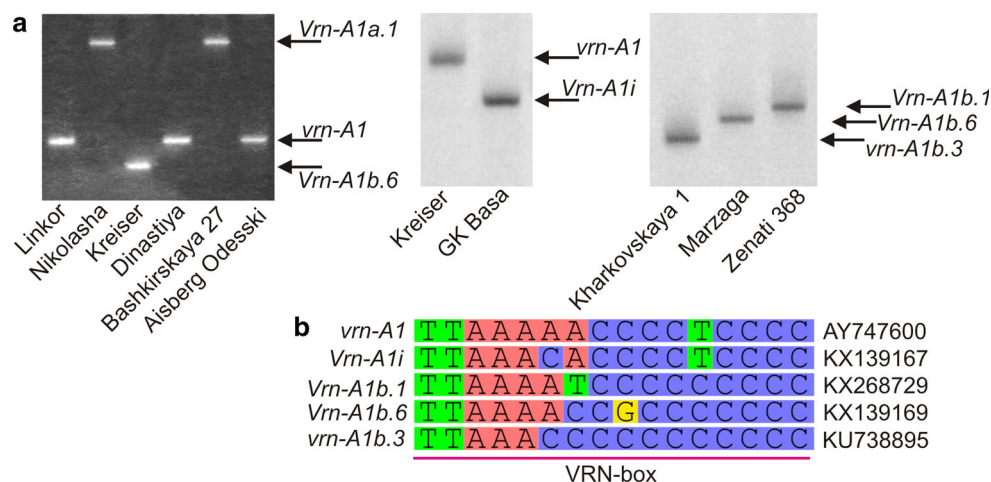 a
Vrn-A1a.1
vrn-A1
Vrn-A1b.6
Linkor
Nikolasha
Kreiser
Dinastiya
Bashkirskaya 27
Aisberg Odesski
vrn-A1
Vrn-A1i
Kreiser
GK Basa
Vrn-A1b.1
Vrn-A1b.6
vrn-A1b.3
Kharkovskaya 1
Marzaga
Zenati 368
b
vrn-A1 TTAAAAACCCCTCCCC AY747600
Vrn-A1i TTAAACACCCCTCCCC KX139167
Vrn-A1b.1 TTAAAATCCCCCCCCC KX268729
Vrn-A1b.6 TTAAAACCGCCCCCCC KX139169
vrn-A1b.3 TTAAACCCCCCCCCCC KU738895
VRN-box